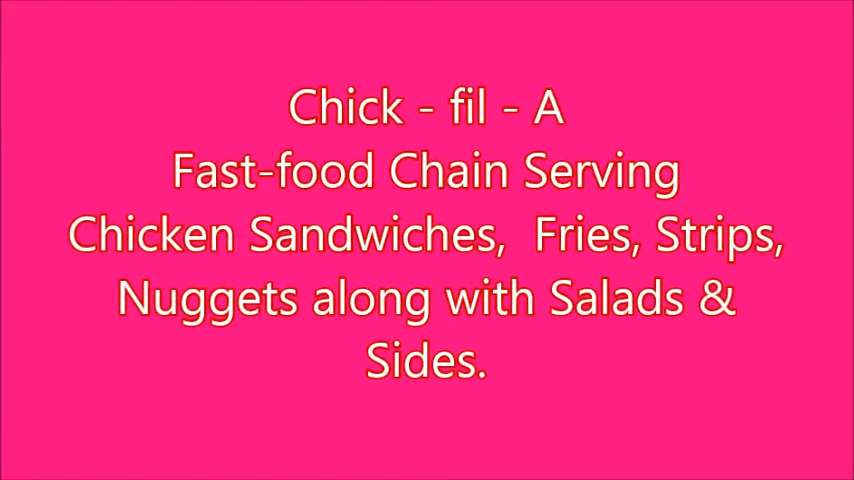 Chick - fil - A
Fast-food Chain Serving
Chicken Sandwiches,  Fries, Strips,
Nuggets along with Salads &
Sides.